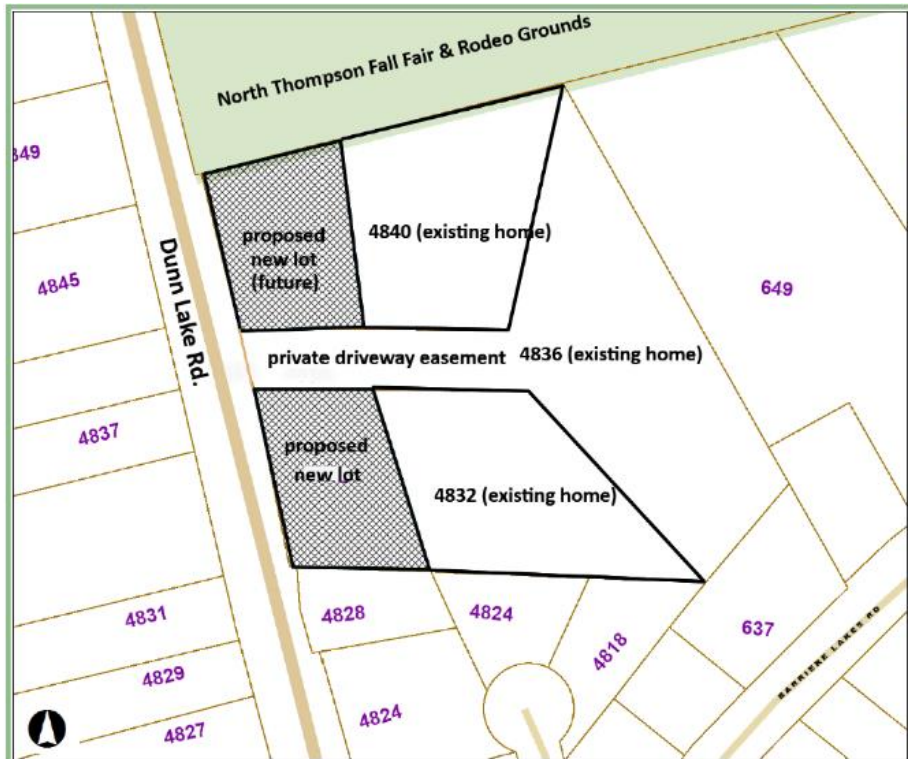 North Thompson Fall Fair & Rodeo Grounds
849
4845
Dunn Lake Rd.
proposed
new lot
(future)
4840 (existing home)
649
private driveway easement
4836 (existing home)
4837
proposed
new lot
4832 (existing home)
4831
4828
4824
4818
637
BARRIERE LAKES RD
4829
4824
4827